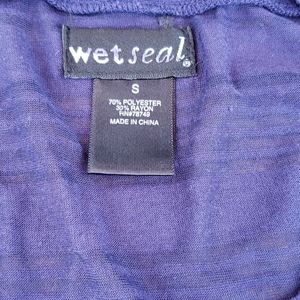 wet seal.
S
70% POLYESTER
30% RAYON
RN#78749
MADE IN CHINA